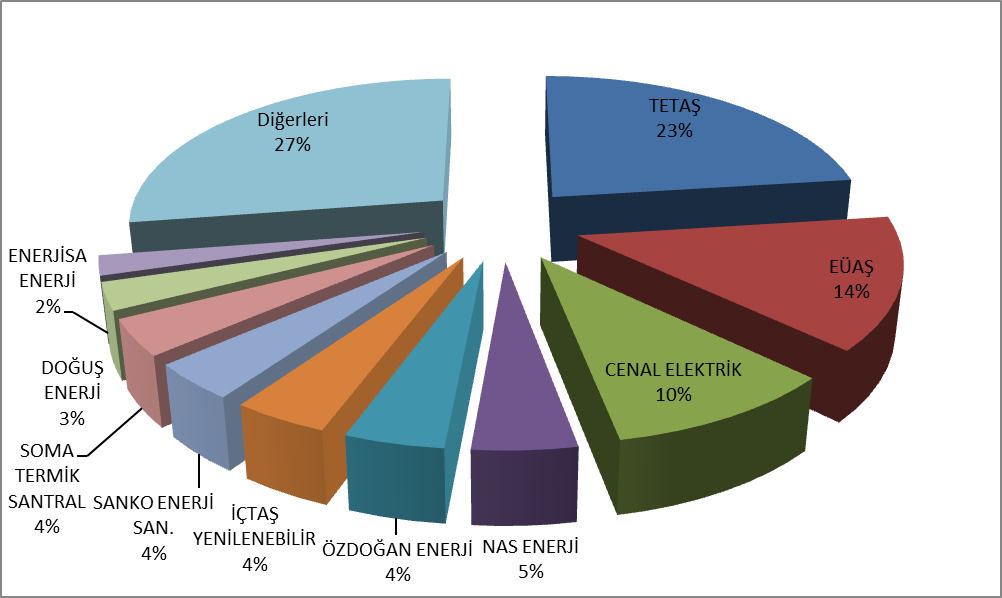 TETAŞ
23%
EÜAŞ
14%
CENAL ELEKTRİK
10%
NAS ENERJİ
5%
ÖZDOĞAN ENERJİ
4%
İÇTAŞ
YENİLENEBİLİR
4%
SANKO ENERJİ
SAN.
4%
SOMA
TERMİK
SANTRAL
4%
DOĞUŞ
ENERJİ
3%
ENERJİSA
ENERJİ
2%
Diğerleri
27%